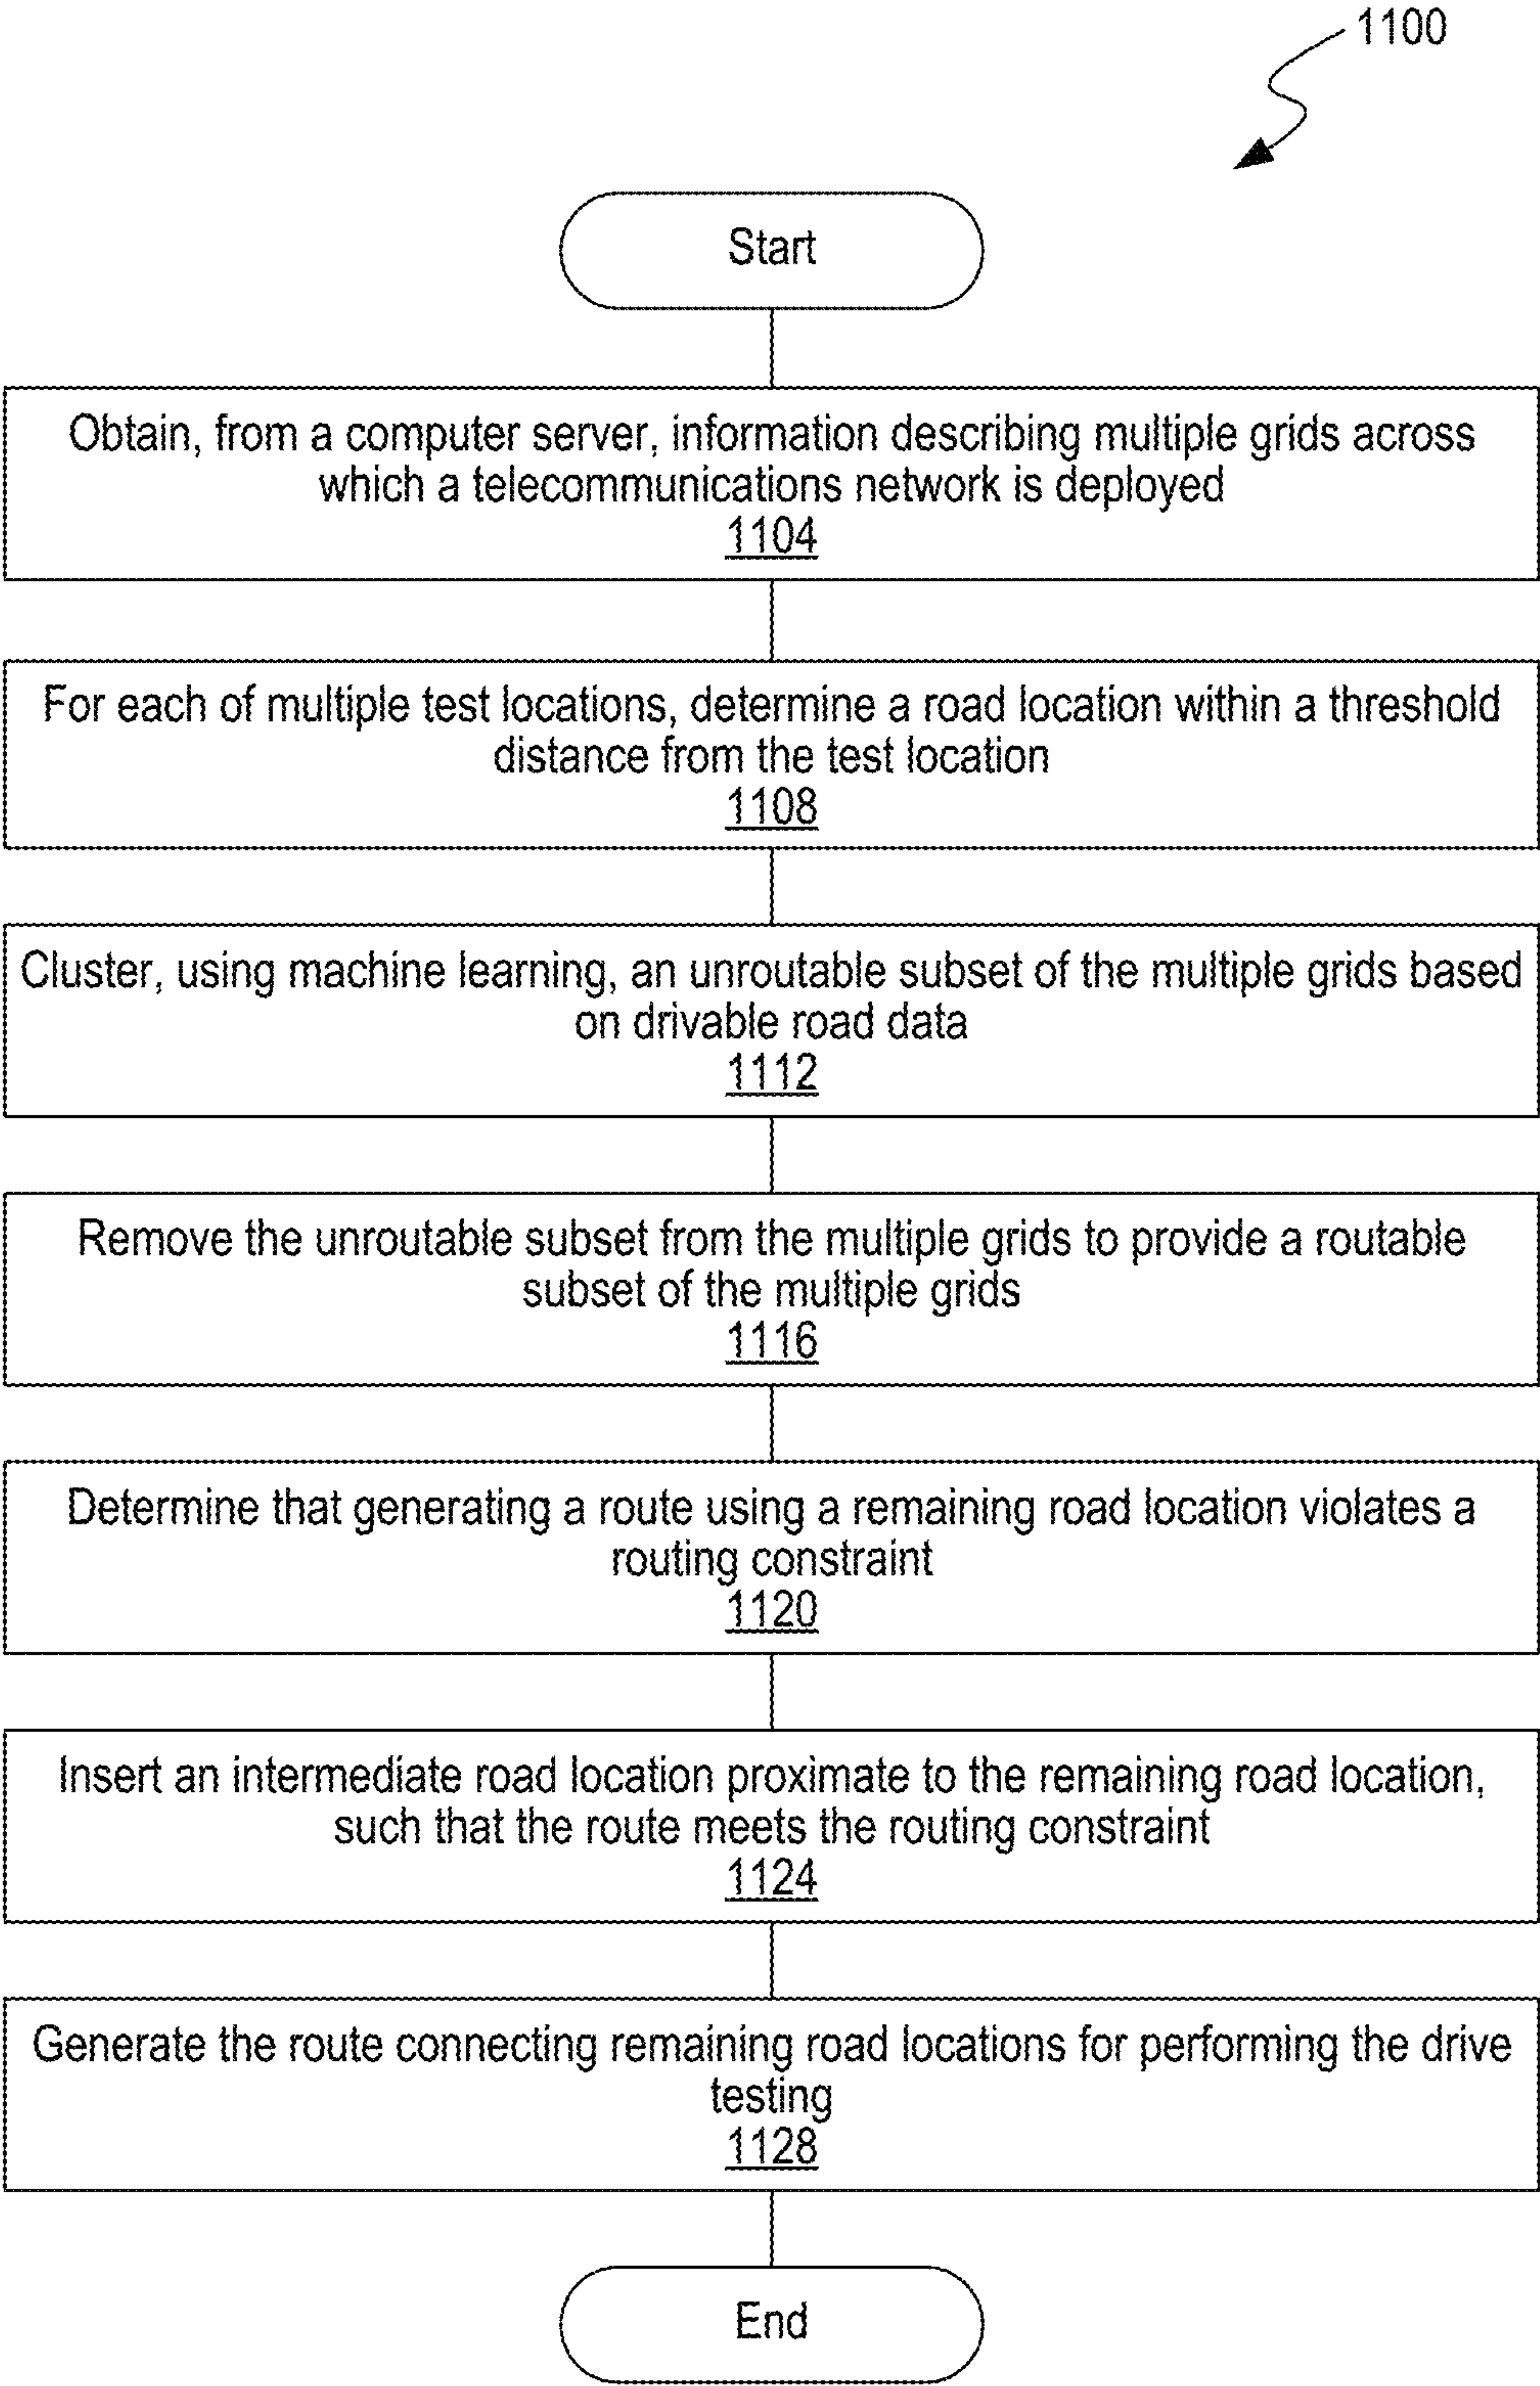 1100
Start
Obtain, from a computer server, information describing multiple grids across
which a telecommunications network is deployed
1104
For each of multiple test locations, determine a road location within a threshold
distance from the test location
1108
Cluster, using machine learning, an unroutable subset of the multiple grids based
on drivable road data
1112
Remove the unroutable subset from the multiple grids to provide a routable
subset of the multiple grids
1116
Determine that generating a route using a remaining road location violates a
routing constraint
1120
Insert an intermediate road location proximate to the remaining road location,
such that the route meets the routing constraint
1124
Generate the route connecting remaining road locations for performing the drive
testing
1128
End